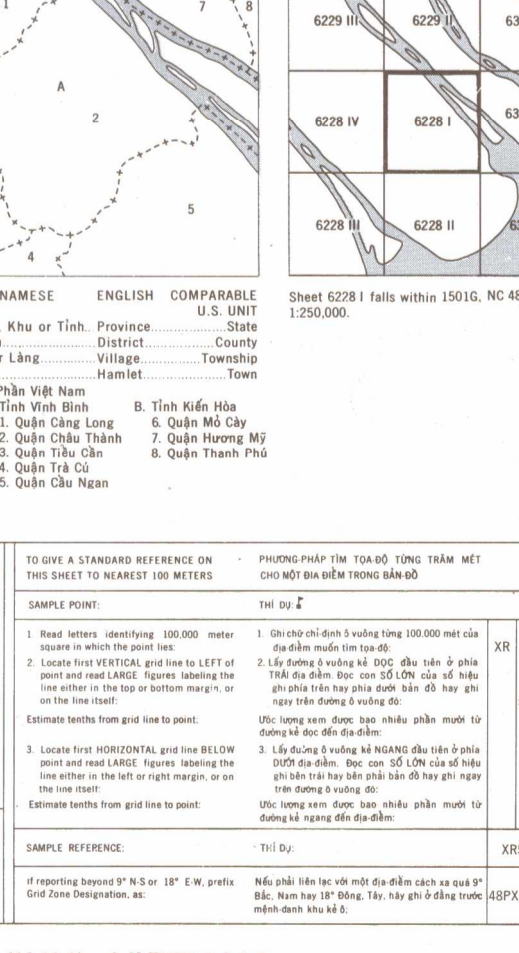 1
7
8
A
2
5
4
6229 III
6229 II
63
6228 IV
6228 I
63
6228 III
6228 II
6
NAMESE ENGLISH COMPARABLE
U.S. UNIT
, Khu or Tỉnh.. Province....................State
District....................County
r Làng.............Village................Township
Hamlet.....................Town
Phần Việt Nam
Tỉnh Vĩnh Bình B. Tỉnh Kiến Hòa
1. Quận Càng Long 6. Quận Mỏ Cày
2. Quận Châu Thành 7. Quận Hương Mỹ
3. Quận Tiểu Cần 8. Quận Thanh Phú
4. Quận Trà Cú
5. Quận Cầu Ngan
Sheet 6228 I falls within 1501G, NC 48
1:250,000.
TO GIVE A STANDARD REFERENCE ON
THIS SHEET TO NEAREST 100 METERS
PHƯƠNG-PHÁP TÌM TỌA-ĐỘ TỪNG TRĂM MÉT
CHO MỘT ĐỊA ĐIỂM TRONG BẢN-ĐỒ
SAMPLE POINT:
THÍ DỤ:
1 Read letters identifying 100,000 meter
square in which the point lies:
2. Locate first VERTICAL grid line to LEFT of
point and read LARGE figures labeling the
line either in the top or bottom margin, or
on the line itself:
Estimate tenths from grid line to point:
3. Locate first HORIZONTAL grid line BELOW
point and read LARGE figures labeling the
line either in the left or right margin, or on
the line itself:
Estimate tenths from grid line to point:
1. Ghi chữ chỉ-định ô vuông từng 100.000 mét của
địa-điểm muốn tìm tọa-độ:
2. Lấy đường ô vuông kẻ DỌC đầu tiên ở phía
TRÁI địa điểm. Đọc con SỐ LỚN của số hiệu
ghi phía trên hay phía dưới bản đồ hay ghi
ngay trên đường ô vuông đó:
Ước lượng xem được bao nhiêu phần mười từ
đường kẻ dọc đến địa-điểm:
3. Lấy đường ô vuông kẻ NGANG đầu tiên ở phía
DƯỚI địa-điểm. Đọc con SỐ LỚN của số hiệu
ghi bên trái hay bên phải bản đồ hay ghi ngay
trên đường ô vuông đó:
Ước lượng xem được bao nhiêu phần mười từ
đường kẻ ngang đến địa-điểm:
XR
SAMPLE REFERENCE:
THÍ DỤ:
XR
If reporting beyond 9° N-S or 18° E-W, prefix
Grid Zone Designation, as:
Nếu phải liên lạc với một địa-điểm cách xa quá 9°
Bắc, Nam hay 18° Đông, Tây, hãy ghi ở đằng trước
mệnh-danh khu kẻ ô:
48PX